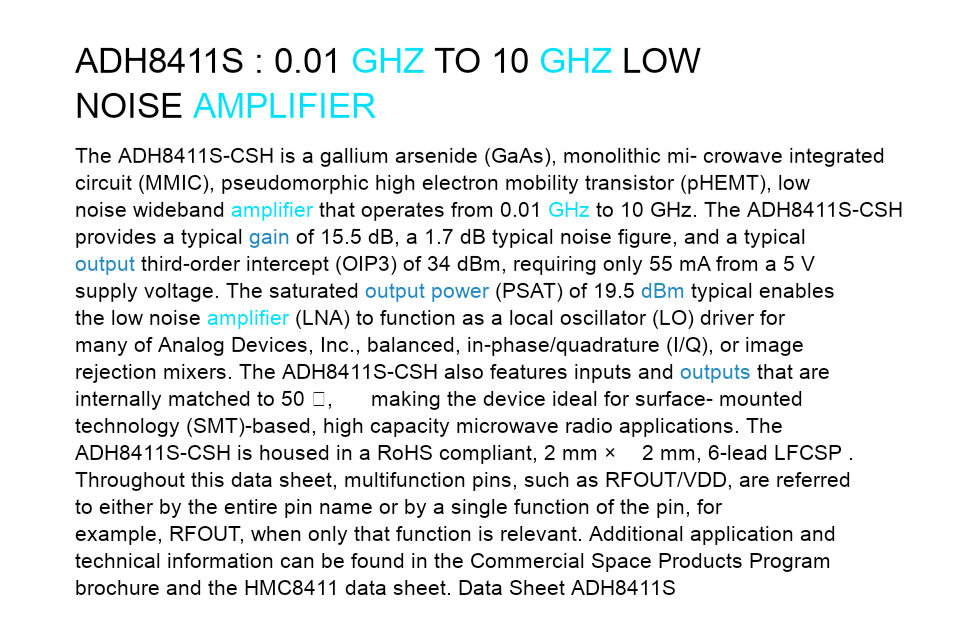 ADH8411S : 0.01 GHZ TO 10 GHZ LOW
NOISE AMPLIFIER
The ADH8411S-CSH is a gallium arsenide (GaAs), monolithic mi- crowave integrated
circuit (MMIC), pseudomorphic high electron mobility transistor (pHEMT), low
noise wideband amplifier that operates from 0.01 GHz to 10 GHz. The ADH8411S-CSH
provides a typical gain of 15.5 dB, a 1.7 dB typical noise figure, and a typical
output third-order intercept (OIP3) of 34 dBm, requiring only 55 mA from a 5 V
supply voltage. The saturated output power (PSAT) of 19.5 dBm typical enables
the low noise amplifier (LNA) to function as a local oscillator (LO) driver for
many of Analog Devices, Inc., balanced, in-phase/quadrature (I/Q), or image
rejection mixers. The ADH8411S-CSH also features inputs and outputs that are
internally matched to 50 □, making the device ideal for surface- mounted
technology (SMT)-based, high capacity microwave radio applications. The
ADH8411S-CSH is housed in a RoHS compliant, 2 mm × 2 mm, 6-lead LFCSP .
Throughout this data sheet, multifunction pins, such as RFOUT/VDD, are referred
to either by the entire pin name or by a single function of the pin, for
example, RFOUT, when only that function is relevant. Additional application and
technical information can be found in the Commercial Space Products Program
brochure and the HMC8411 data sheet. Data Sheet ADH8411S